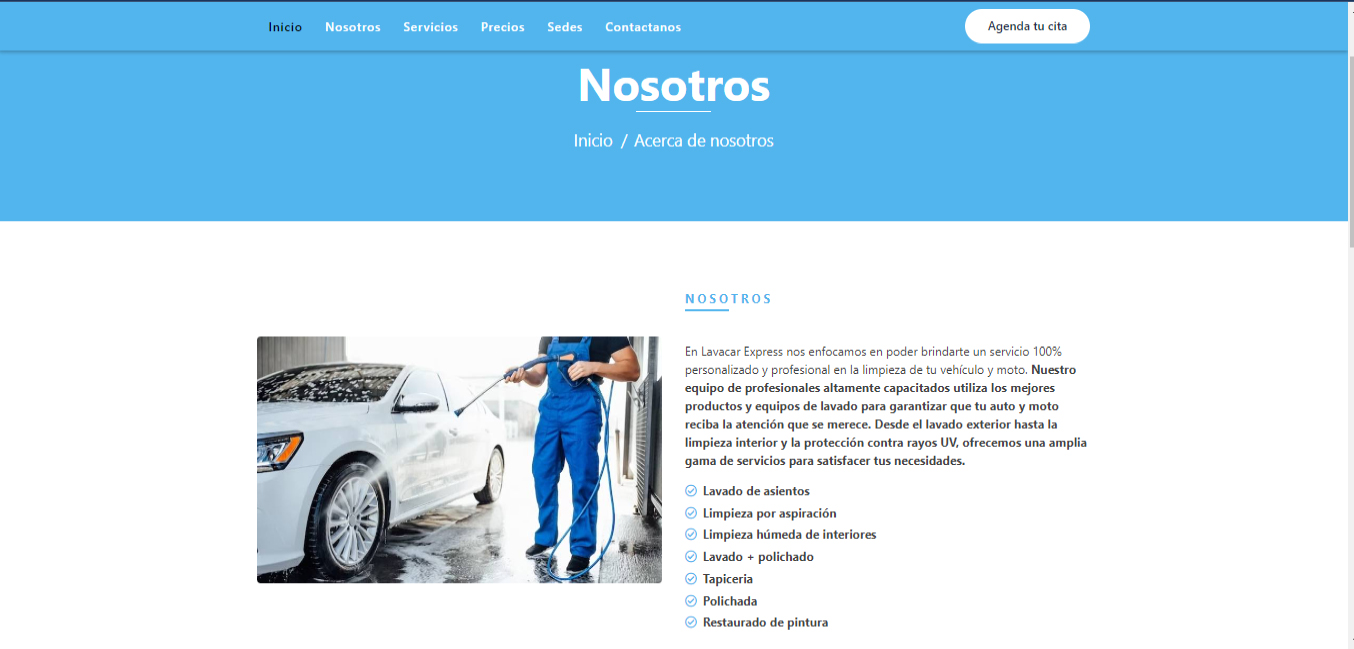 Inicio Nosotros Servicios Precios Sedes Contactanos Agenda tu cita
Nosotros
Inicio / Acerca de nosotros
NOSOTROS
En Lavacar Express nos enfocamos en poder brindarte un servicio 100%
personalizado y profesional en la limpieza de tu vehículo y moto. Nuestro
equipo de profesionales altamente capacitados utiliza los mejores
productos y equipos de lavado para garantizar que tu auto y moto
reciba la atención que se merece. Desde el lavado exterior hasta la
limpieza interior y la protección contra rayos UV, ofrecemos una amplia
gama de servicios para satisfacer tus necesidades.
Lavado de asientos
Limpieza por aspiración
Limpieza húmeda de interiores
Lavado + polichado
Tapiceria
Polichada
Restaurado de pintura